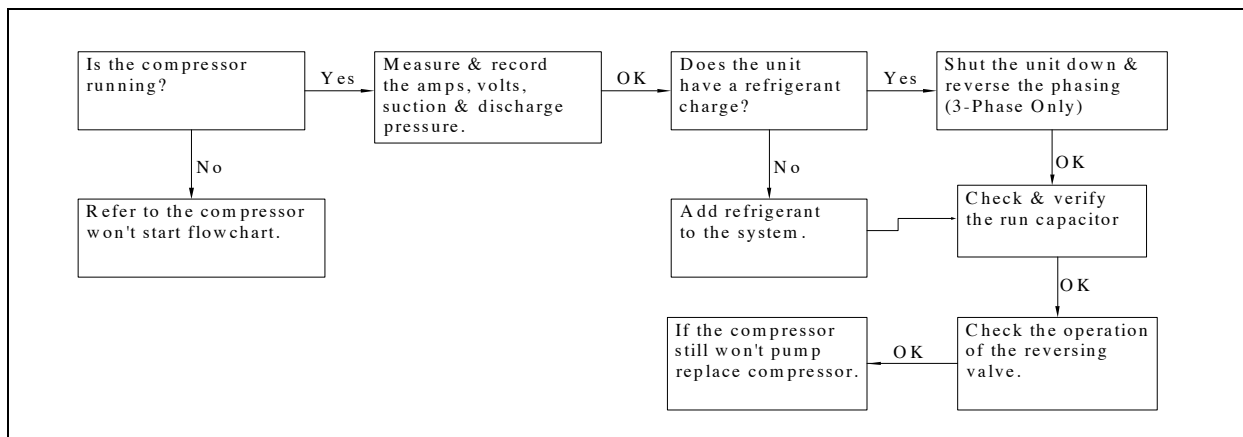 Is the compressor
running?
Yes
Measure & record
the amps, volts,
suction & discharge
pressure.
OK
Does the unit
have a refrigerant
charge?
Yes
Shut the unit down &
reverse the phasing
(3-Phase Only)
No
No
OK
Refer to the compressor
won't start flowchart.
Add refrigerant
to the system.
Check & verify
the run capacitor
OK
If the compressor
still won't pump
replace compressor.
OK
Check the operation
of the reversing
valve.